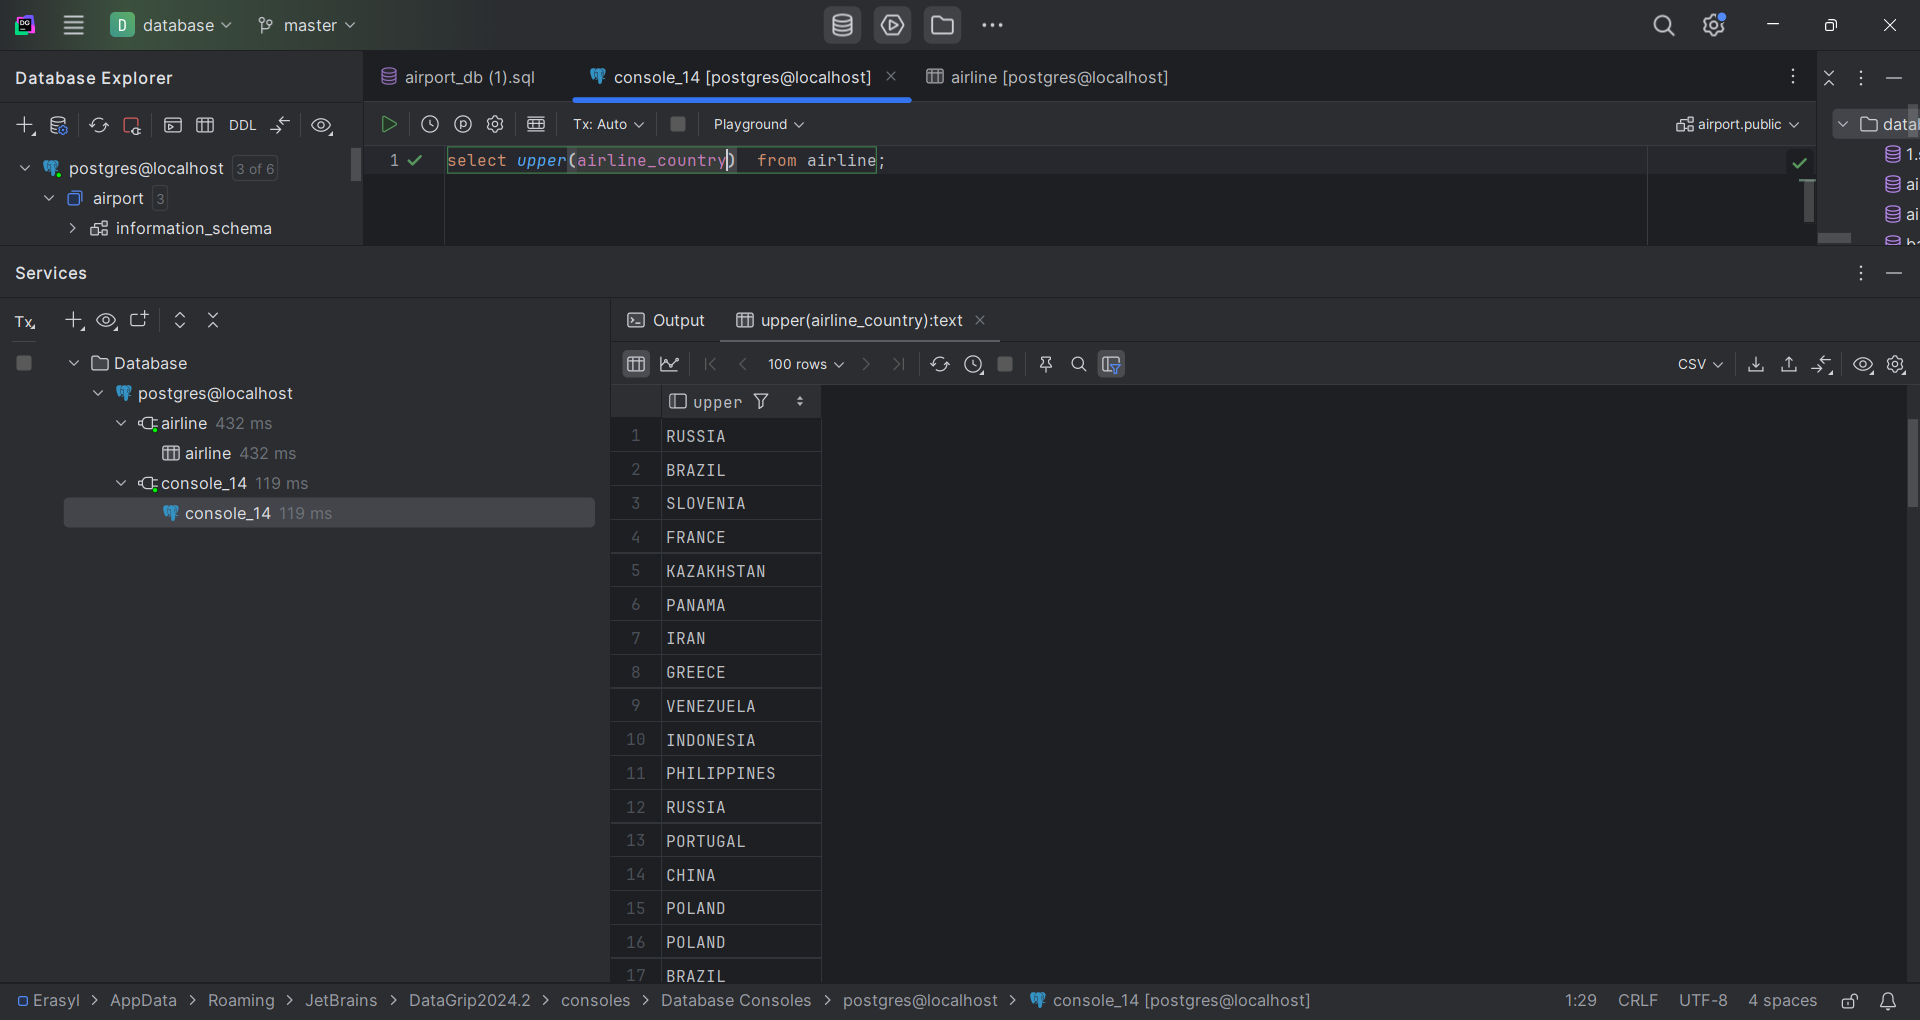 D database master
Database Explorer
airport_db (1).sql
console_14 [postgres@localhost]
airline [postgres@localhost]
DDL
Tx: Auto
Playground
airport.public
postgres@localhost 3 of 6
airport 3
information_schema
1 select upper(airline_country) from airline;
Services
Tx
Database
postgres@localhost
airline 432 ms
airline 432 ms
console_14 119 ms
console_14 119 ms
Output
upper(airline_country):text
100 rows
CSV
upper
1 RUSSIA
2 BRAZIL
3 SLOVENIA
4 FRANCE
5 KAZAKHSTAN
6 PANAMA
7 IRAN
8 GREECE
9 VENEZUELA
10 INDONESIA
11 PHILIPPINES
12 RUSSIA
13 PORTUGAL
14 CHINA
15 POLAND
16 POLAND
17 BRAZIL
Erasyl > AppData > Roaming > JetBrains > DataGrip2024.2 > consoles > Database Consoles > postgres@localhost > console_14 [postgres@localhost]
1:29 CRLF UTF-8 4 spaces